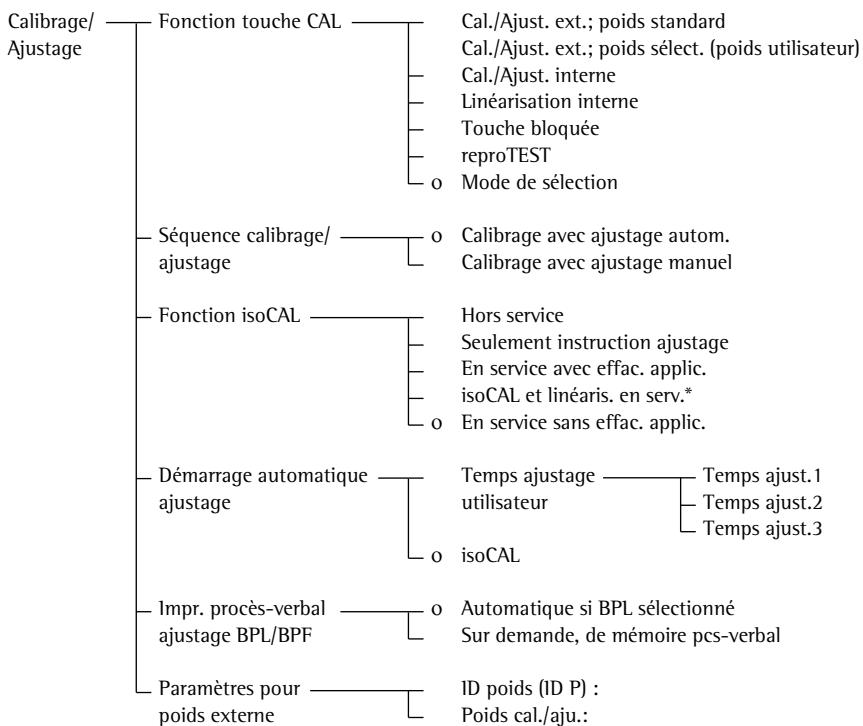 Calibrage/ Fonction touche CAL Cal./Ajust. ext.; poids standard
Ajustage Cal./Ajust. ext.; poids sélect. (poids utilisateur)
Cal./Ajust. interne
Linéarisation interne
Touche bloquée
reproTEST
o Mode de sélection
Séquence calibrage/ o Calibrage avec ajustage autom.
ajustage Calibrage avec ajustage manuel
Fonction isoCAL Hors service
Seulement instruction ajustage
En service avec effac. applic.
isoCAL et linéaris. en serv.*
o En service sans effac. applic.
Démarrage automatique Temps ajustage Temps ajust.1
ajustage utilisateur Temps ajust.2
Temps ajust.3
o isoCAL
Impr. procès-verbal o Automatique si BPL sélectionné
ajustage BPL/BPF Sur demande, de mémoire pcs-verbal
Paramètres pour ID poids (ID P) :
poids externe Poids cal./aju.: